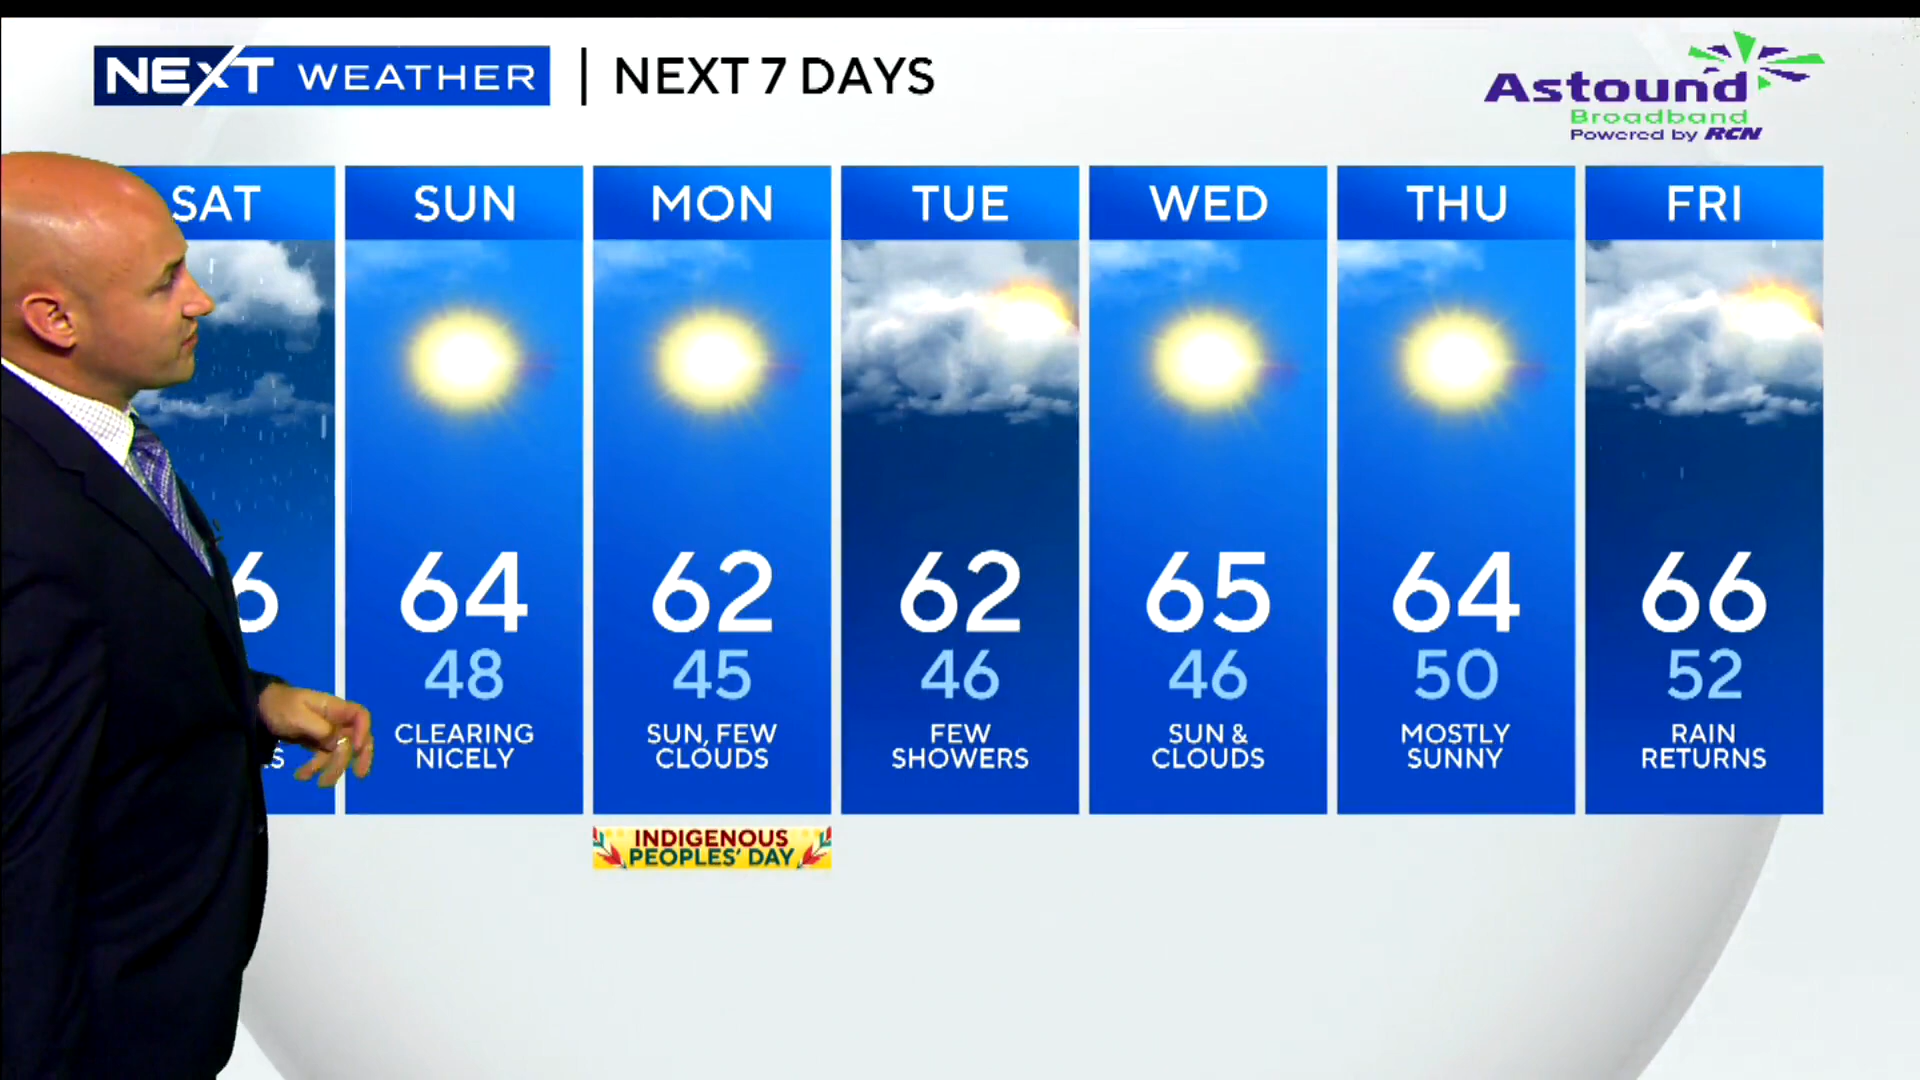 NEXT WEATHER | NEXT 7 DAYS
Astound
Broadband
Powered by RCN
SAT SUN MON TUE WED THU FRI
6 64 62 62 65 64 66
48 45 46 46 50 52
CLEARING SUN, FEW FEW SUN & MOSTLY RAIN
S NICELY CLOUDS SHOWERS CLOUDS SUNNY RETURNS
INDIGENOUS
PEOPLES' DAY